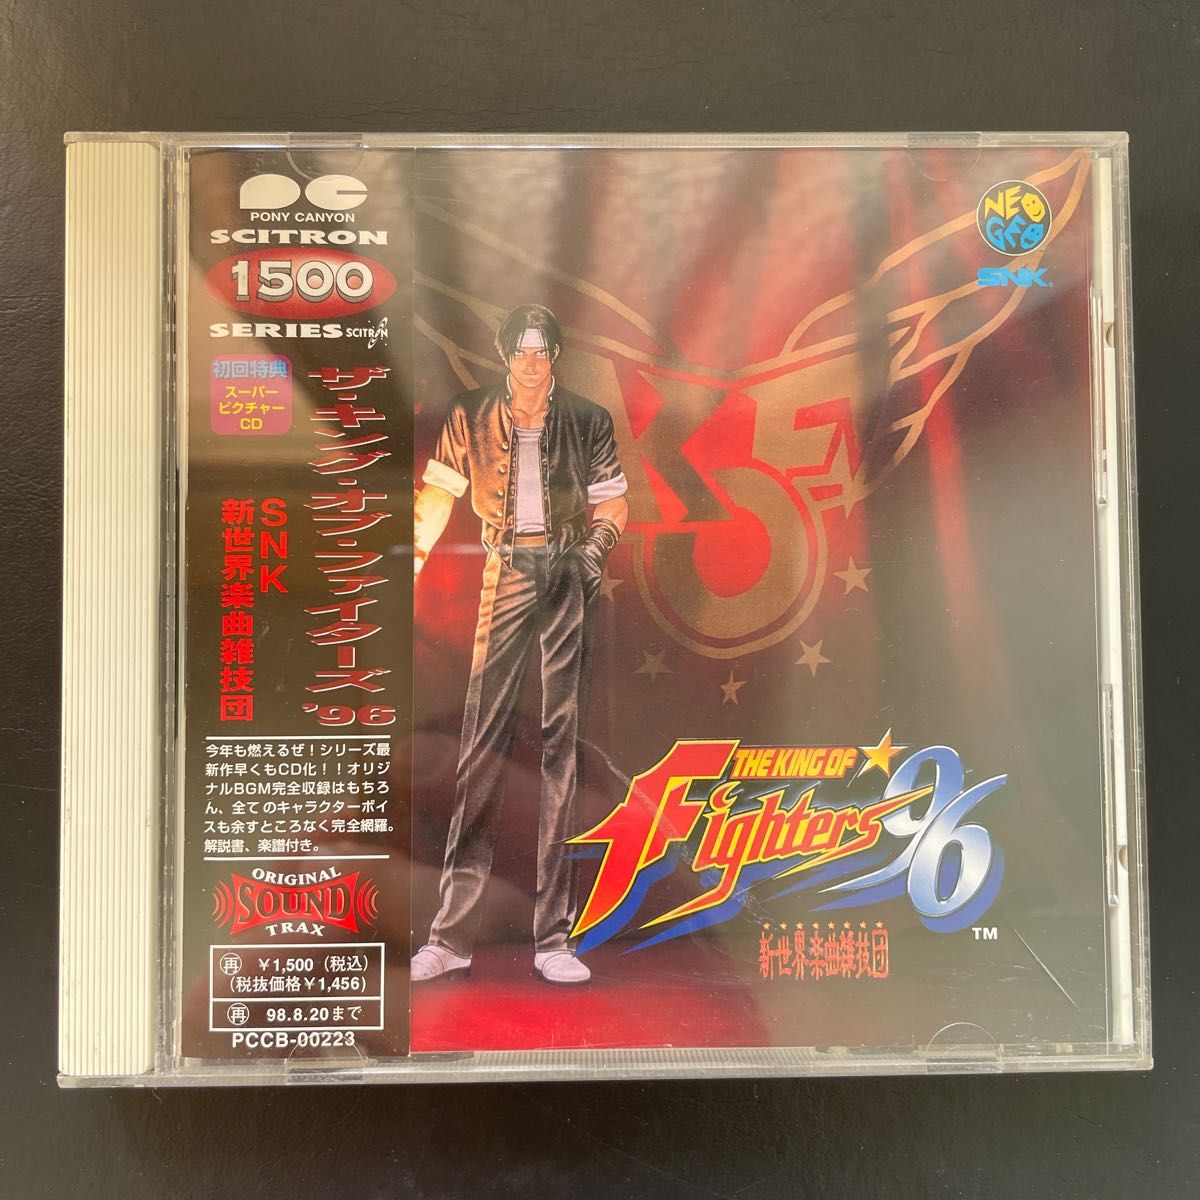 PONY CANYON
SCITRON
1500
SERIES SCITRON
初回特典
スーパー
ピクチャー
CD
ザ・キング・オブ・ファイターズ'96
SNK
新世界楽曲雑技団
今年も燃えるぜ!シリーズ最
新作早くもCD化!!オリジ
ナルBGM完全収録はもちろ
ん、全てのキャラクターボイ
スも余すところなく完全網羅。
解説書、楽譜付き。
ORIGINAL
SOUND
TRAX
再 ¥1,500(税込)
(税抜価格¥1,456)
再 98.8.20まで
PCCB-00223
NEO
GEO
SNK
KOF
THE KING OF
Fighters '96
TM
新世界楽曲雑技団